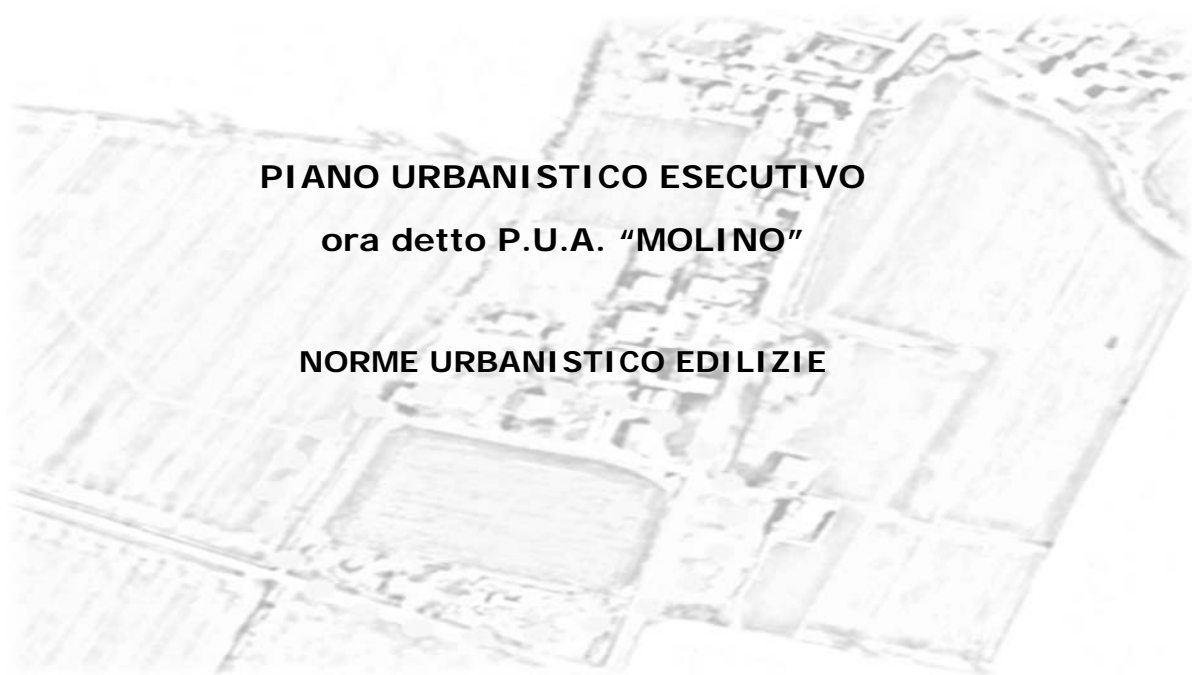 PIANO URBANISTICO ESECUTIVO
ora detto P.U.A. “MOLINO”
NORME URBANISTICO EDILIZIE